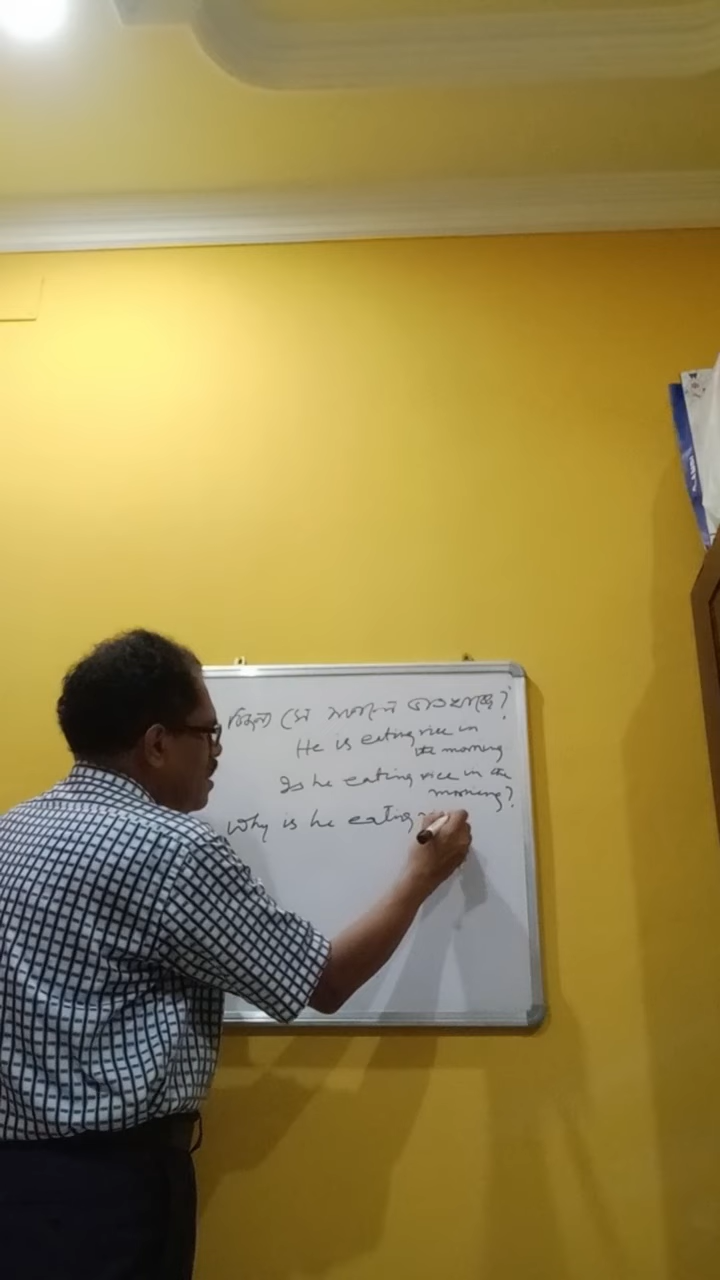 সে সকালে ভাত খাচ্ছে?
He is eating rice in
the morning
Is he eating rice in the
morning?
Why is he eating